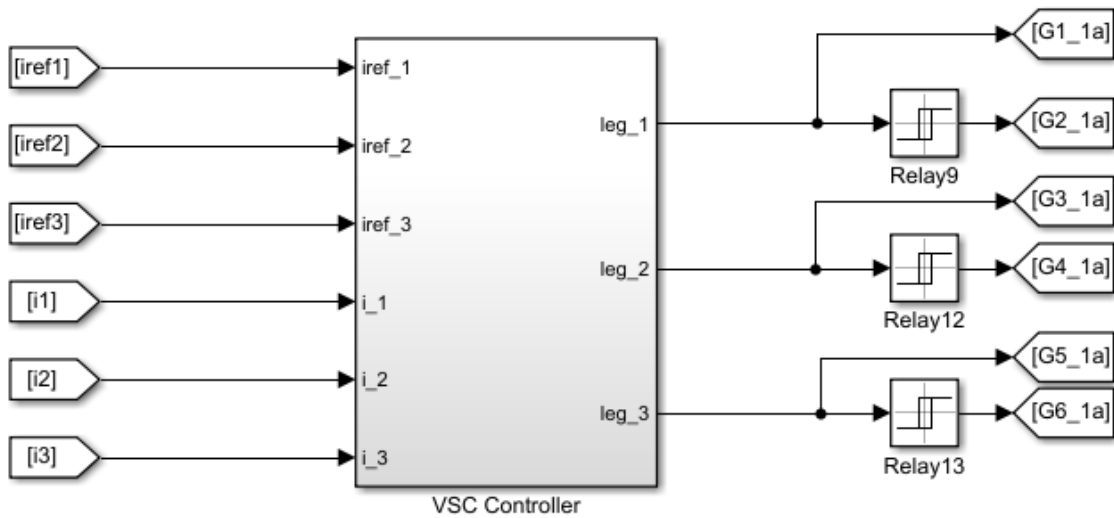 [iref1]
[iref2]
[iref3]
[i1]
[i2]
[i3]
iref_1
iref_2
iref_3
i_1
i_2
i_3
leg_1
leg_2
leg_3
VSC Controller
[G1_1a]
[G2_1a]
Relay9
[G3_1a]
[G4_1a]
Relay12
[G5_1a]
[G6_1a]
Relay13